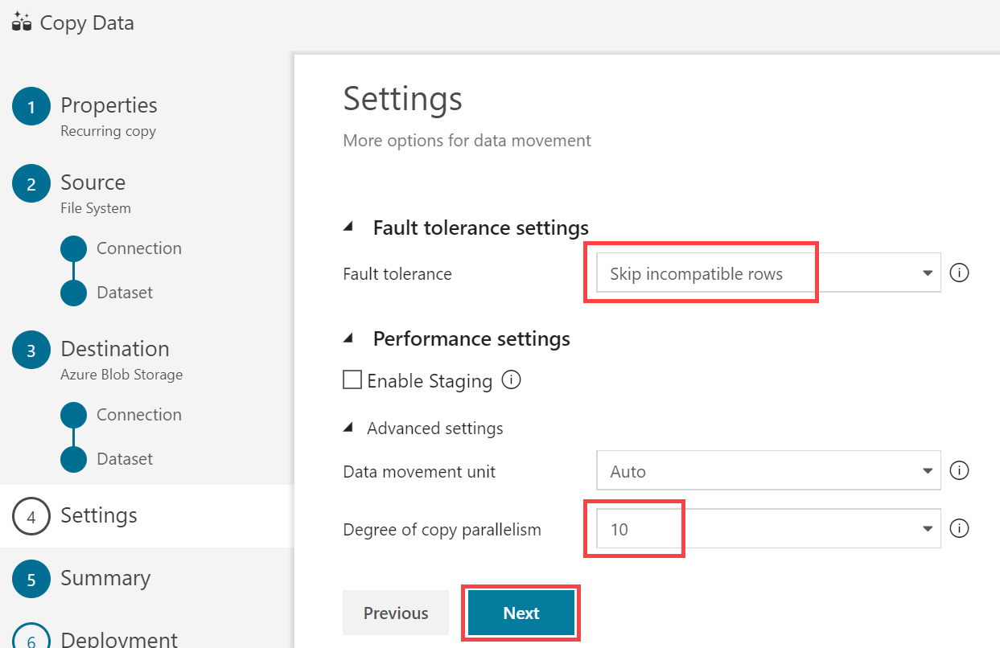 Copy Data
1 Properties
Recurring copy
2 Source
File System
Connection
Dataset
3 Destination
Azure Blob Storage
Connection
Dataset
4 Settings
5 Summary
6 Deployment
Settings
More options for data movement
Fault tolerance settings
Fault tolerance Skip incompatible rows
Performance settings
Enable Staging
Advanced settings
Data movement unit Auto
Degree of copy parallelism 10
Previous Next